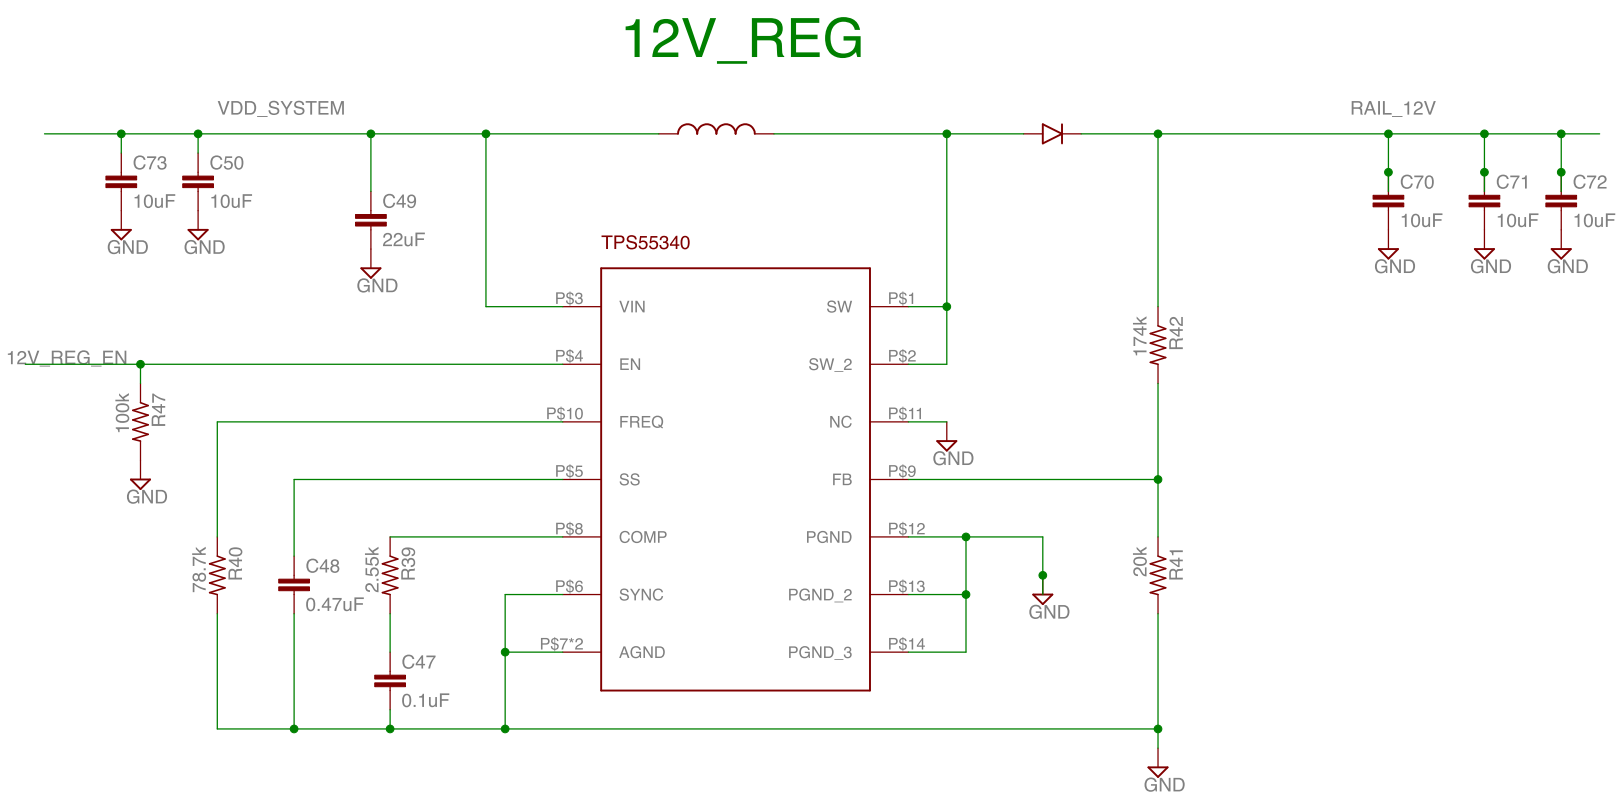 12V_REG
VDD_SYSTEM
RAIL_12V
C73
10uF
GND
C50
10uF
GND
C49
22uF
GND
C70
10uF
GND
C71
10uF
GND
C72
10uF
GND
TPS55340
P$3
VIN
SW
P$1
12V_REG_EN
P$4
EN
SW_2
P$2
P$10
FREQ
NC
P$11
GND
P$5
SS
FB
P$9
P$8
COMP
PGND
P$12
P$6
SYNC
PGND_2
P$13
P$7*2
AGND
PGND_3
P$14
GND
100k
R47
GND
174k
R42
78.7k
R40
C48
0.47uF
2.55k
R39
C47
0.1uF
20k
R41
GND